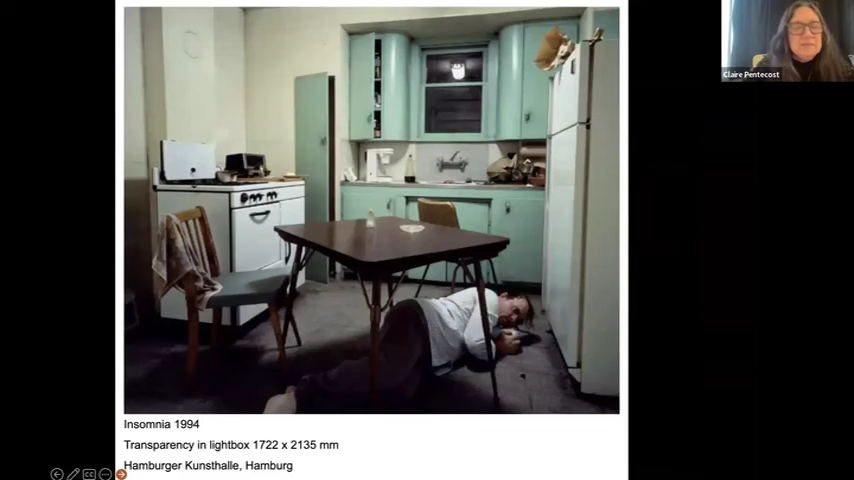 Claire Pentecost
Insomnia 1994
Transparency in lightbox 1722 x 2135 mm
Hamburger Kunsthalle, Hamburg